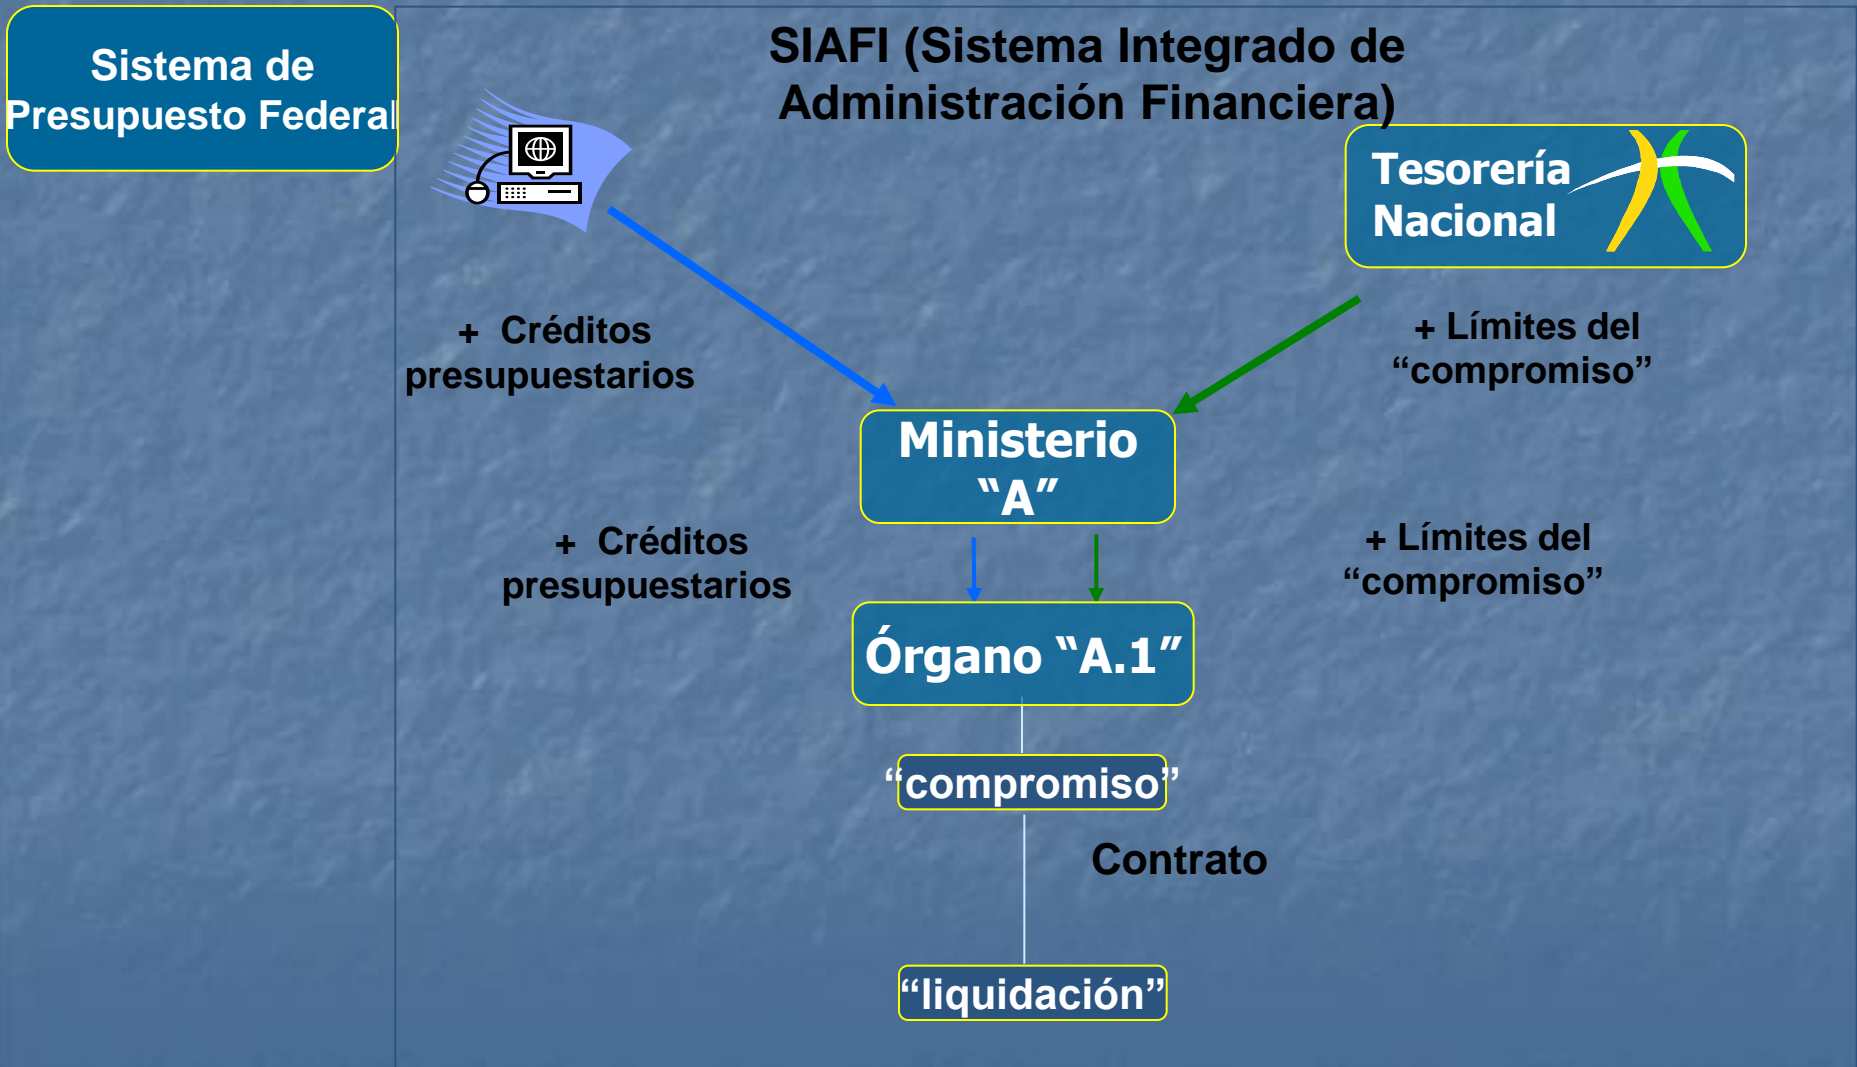 Sistema de
Presupuesto Federal
SIAFI (Sistema Integrado de
Administración Financiera)
Tesorería
Nacional
+ Créditos
presupuestarios
+ Límites del
“compromiso”
Ministerio
“A”
+ Créditos
presupuestarios
+ Límites del
“compromiso”
Órgano “A.1”
“compromiso”
Contrato
“liquidación”